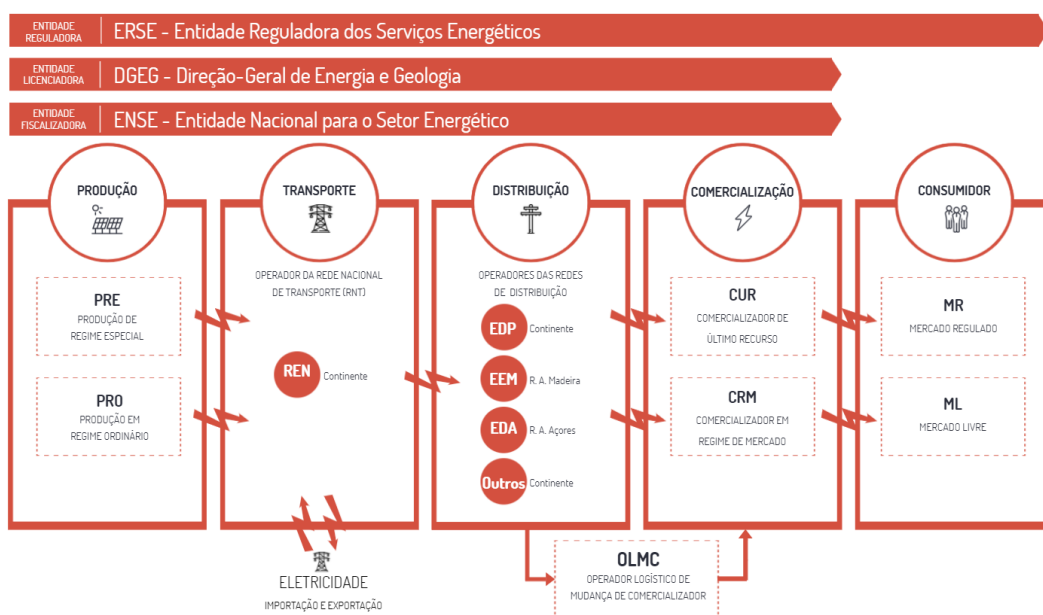 ENTIDADE
REGULADORA
ERSE - Entidade Reguladora dos Serviços Energéticos
ENTIDADE
LICENCIADORA
DGEG - Direção-Geral de Energia e Geologia
ENTIDADE
FISCALIZADORA
ENSE - Entidade Nacional para o Setor Energético
PRODUÇÃO
PRE
PRODUÇÃO DE
REGIME ESPECIAL
PRO
PRODUÇÃO EM
REGIME ORDINÁRIO
TRANSPORTE
OPERADOR DA REDE NACIONAL
DE TRANSPORTE (RNT)
REN
Continente
ELETRICIDADE
IMPORTAÇÃO E EXPORTAÇÃO
DISTRIBUIÇÃO
OPERADORES DAS REDES
DE DISTRIBUIÇÃO
EDP Continente
EEM R. A. Madeira
EDA R. A. Açores
Outros Continente
OLMC
OPERADOR LOGÍSTICO DE
MUDANÇA DE COMERCIALIZADOR
COMERCIALIZAÇÃO
CUR
COMERCIALIZADOR DE
ÚLTIMO RECURSO
CRM
COMERCIALIZADOR EM
REGIME DE MERCADO
CONSUMIDOR
MR
MERCADO REGULADO
ML
MERCADO LIVRE